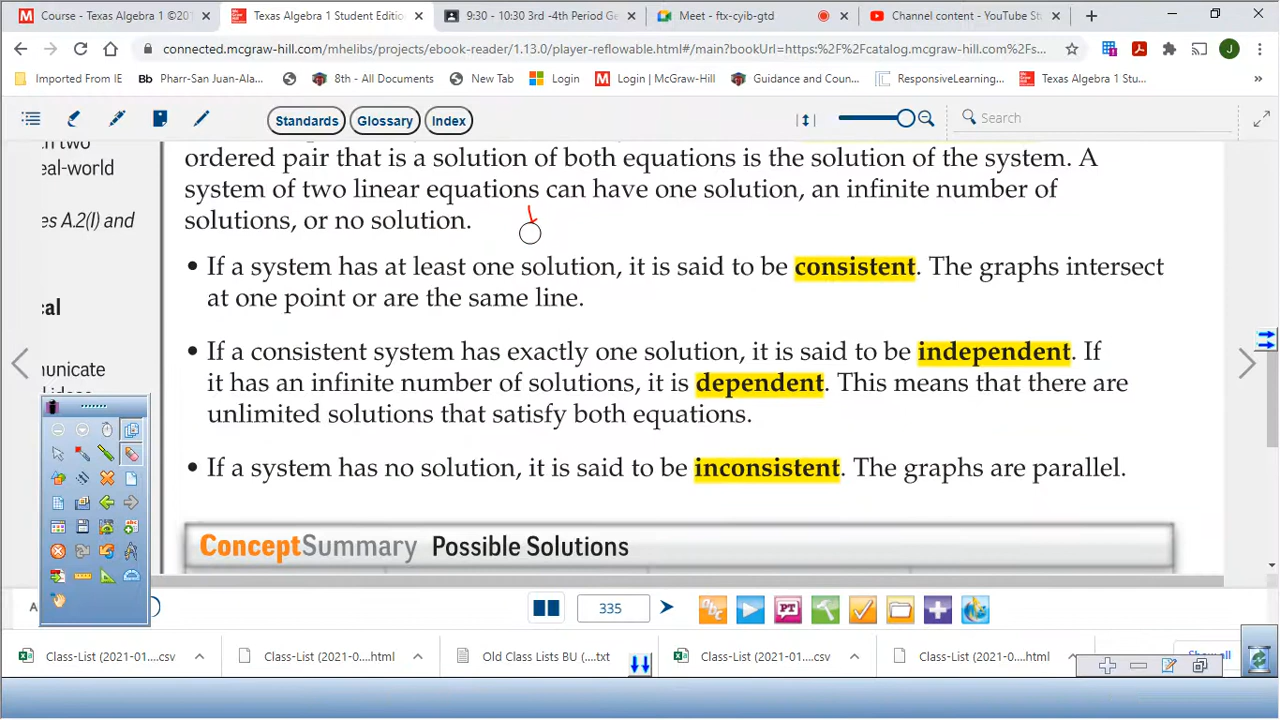 Course - Texas Algebra 1 ©201
Texas Algebra 1 Student Editio
9:30 - 10:30 3rd -4th Period Ge
Meet - ftx-cyib-gtd
Channel content - YouTube St
connected.mcgraw-hill.com/mhelibs/projects/ebook-reader/1.13.0/player-reflowable.html#/main?bookUrl=https:%2F%2Fcatalog.mcgraw-hill.com%2Fs...
J
Imported From IE
Bb Pharr-San Juan-Ala...
8th - All Documents
New Tab
Login
Login | McGraw-Hill
Guidance and Coun...
ResponsiveLearning...
Texas Algebra 1 Stu...
»
Standards
Glossary
Index
Search
real-world
es A.2(I) and
cal
municate
ordered pair that is a solution of both equations is the solution of the system. A
system of two linear equations can have one solution, an infinite number of
solutions, or no solution.
• If a system has at least one solution, it is said to be consistent. The graphs intersect
at one point or are the same line.
• If a consistent system has exactly one solution, it is said to be independent. If
it has an infinite number of solutions, it is dependent. This means that there are
unlimited solutions that satisfy both equations.
• If a system has no solution, it is said to be inconsistent. The graphs are parallel.
ConceptSummary Possible Solutions
A
335
abc
PT
Class-List (2021-01....csv
Class-List (2021-0....html
Old Class Lists BU (....txt
Class-List (2021-01....csv
Class-List (2021-0....html
Show all